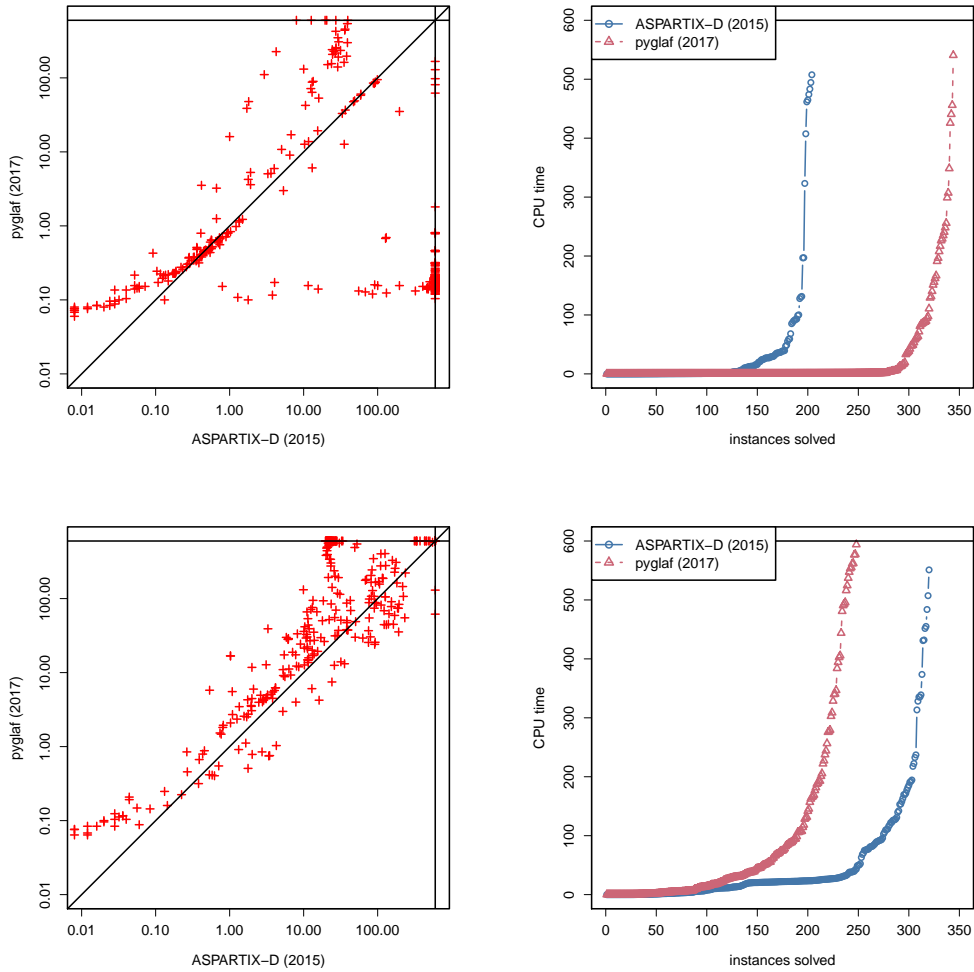 pyglaf (2017)
100.00
10.00
1.00
0.10
0.01
0.01 0.10 1.00 10.00 100.00
ASPARTIX−D (2015)
ASPARTIX−D (2015)
pyglaf (2017)
CPU time
600
500
400
300
200
100
0
0 50 100 150 200 250 300 350
instances solved
pyglaf (2017)
100.00
10.00
1.00
0.10
0.01
0.01 0.10 1.00 10.00 100.00
ASPARTIX−D (2015)
ASPARTIX−D (2015)
pyglaf (2017)
CPU time
600
500
400
300
200
100
0
0 50 100 150 200 250 300 350
instances solved